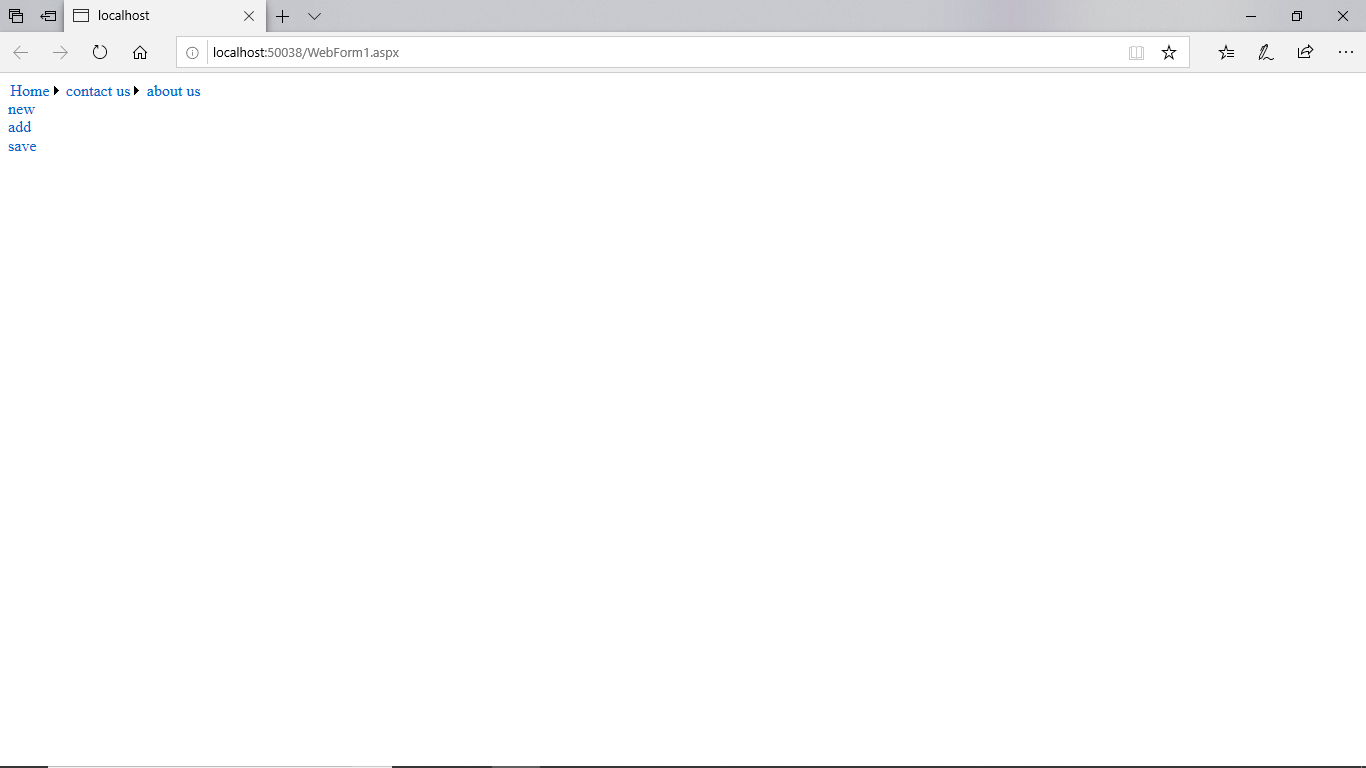 localhost
localhost:50038/WebForm1.aspx
Home contact us about us
new
add
save